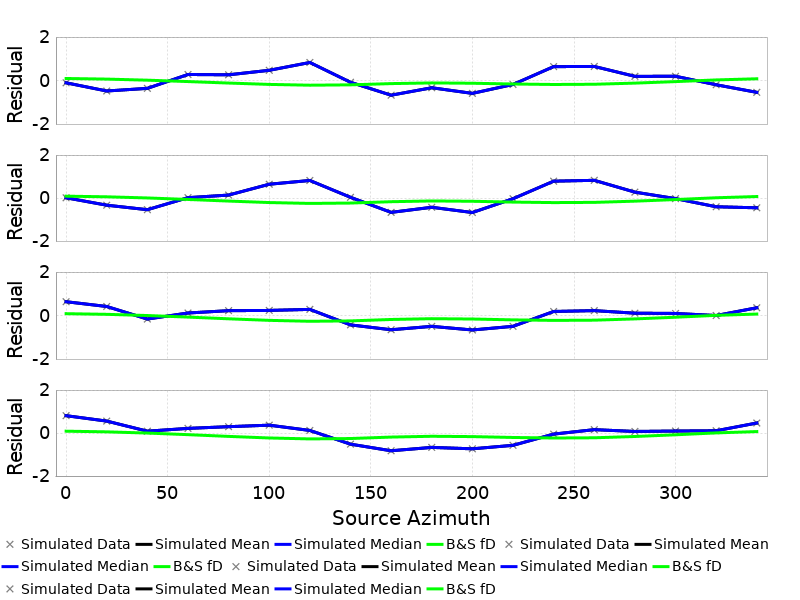 2
0
-2
Residual
2
0
-2
Residual
2
0
-2
Residual
2
0
-2
Residual
0 50 100 150 200 250 300
Source Azimuth
× Simulated Data Simulated Mean Simulated Median B&S fD × Simulated Data Simulated Mean
Simulated Median B&S fD × Simulated Data Simulated Mean Simulated Median B&S fD
× Simulated Data Simulated Mean Simulated Median B&S fD